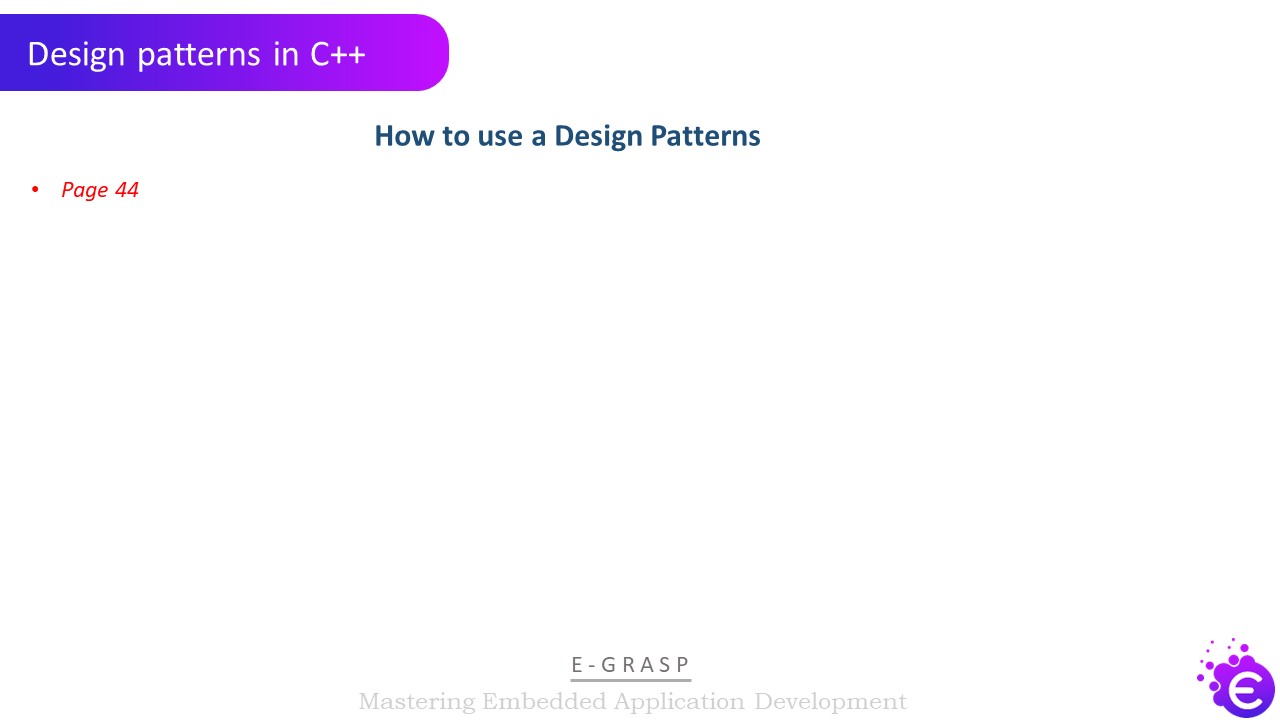 Design patterns in C++
How to use a Design Patterns
• Page 44
E-GRASP
Mastering Embedded Application Development